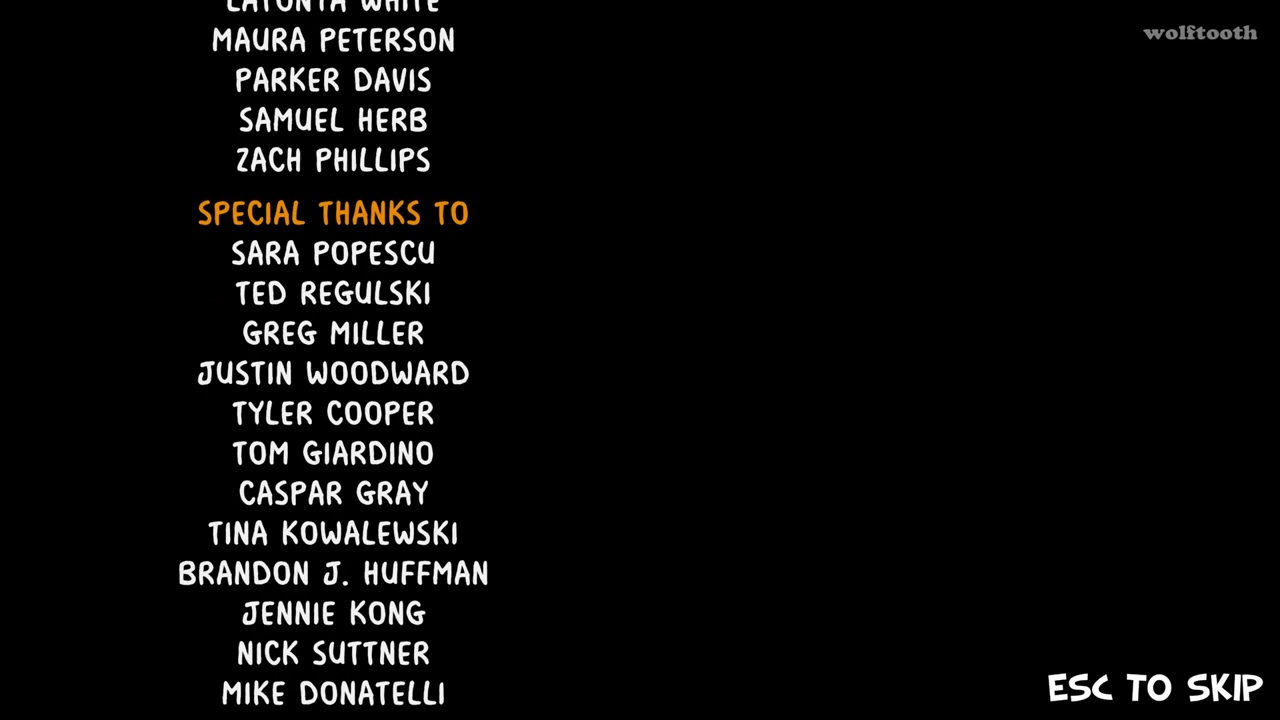 LATONYA WHITE
MAURA PETERSON
PARKER DAVIS
SAMUEL HERB
ZACH PHILLIPS
SPECIAL THANKS TO
SARA POPESCU
TED REGULSKI
GREG MILLER
JUSTIN WOODWARD
TYLER COOPER
TOM GIARDINO
CASPAR GRAY
TINA KOWALEWSKI
BRANDON J. HUFFMAN
JENNIE KONG
NICK SUTTNER
MIKE DONATELLI
wolftooth
ESC TO SKIP